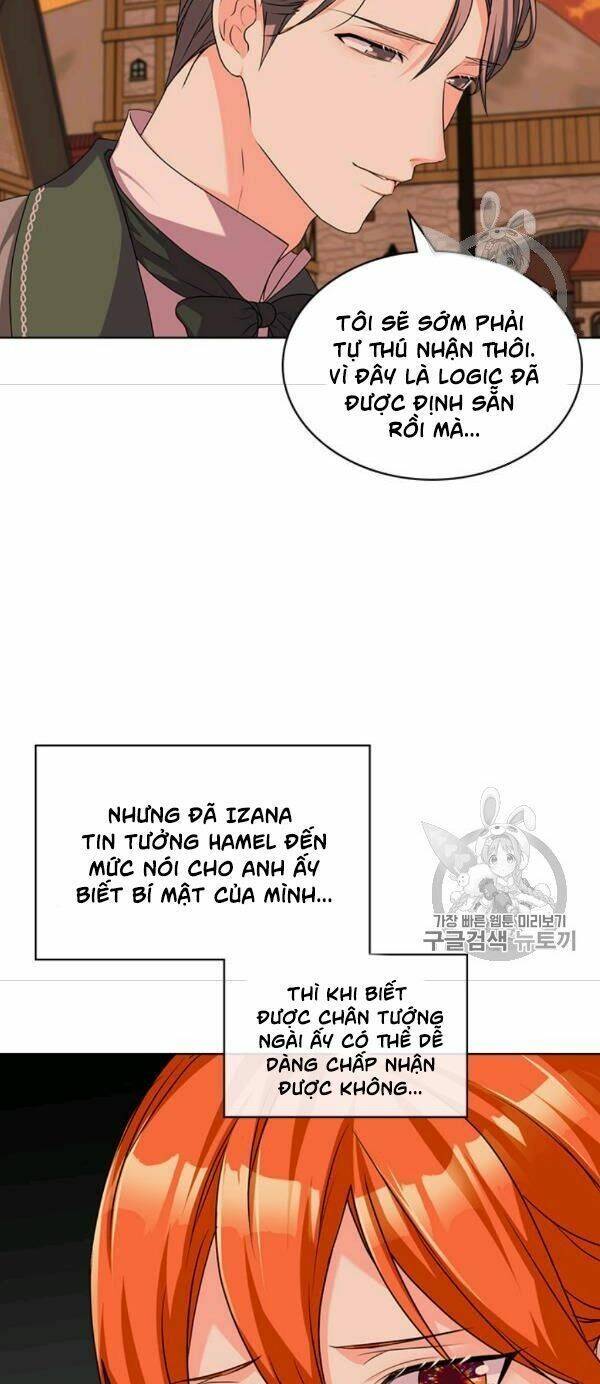 TÔI SẼ SỚM PHẢI
TỰ THÚ NHẬN THÔI.
VÌ ĐÂY LÀ LOGIC ĐÃ
ĐƯỢC ĐỊNH SẴN
RỒI MÀ...
NHƯNG ĐÃ IZANA
TIN TƯỞNG HAMEL ĐẾN
MỨC NÓI CHO ANH ẤY
BIẾT BÍ MẬT CỦA MÌNH...
가장 빠른 웹툰 미리보기
구글검색 뉴토끼
THÌ KHI BIẾT
ĐƯỢC CHÂN TƯỚNG
NGÀI ẤY CÓ THỂ DỄ
DÀNG CHẤP NHẬN
ĐƯỢC KHÔNG...